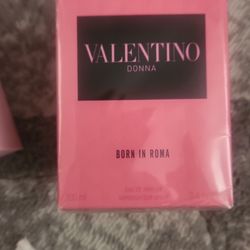 VALENTINO
DONNA
BORN IN ROMA
EAU DE PARFUM